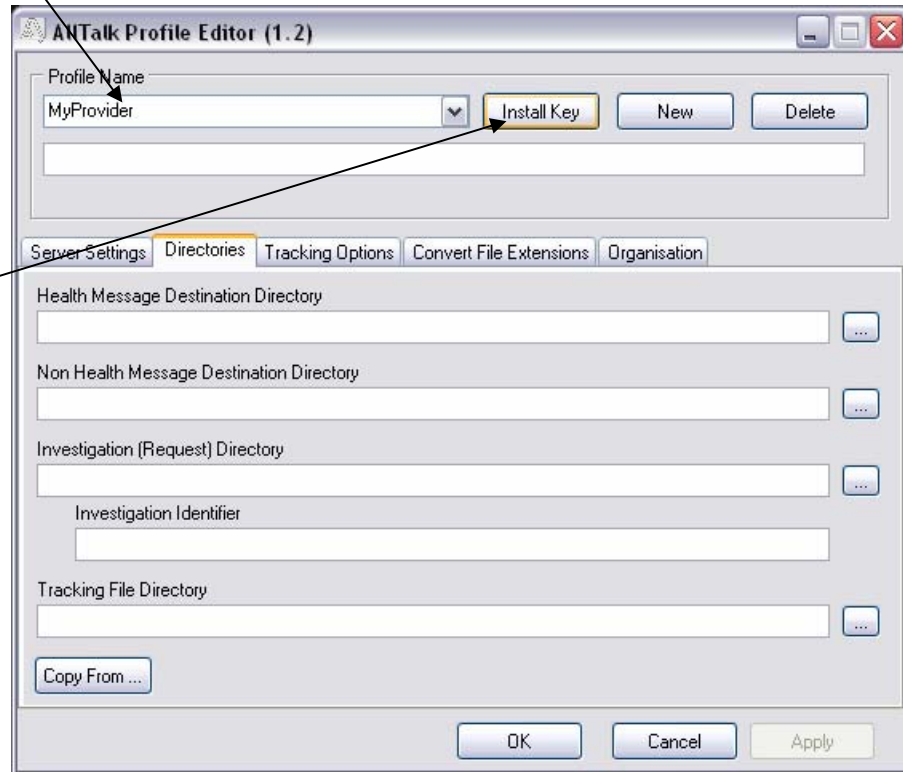 AllTalk Profile Editor (1.2)
Profile Name
MyProvider
Install Key
New
Delete
Server Settings
Directories
Tracking Options
Convert File Extensions
Organisation
Health Message Destination Directory
...
Non Health Message Destination Directory
...
Investigation (Request) Directory
...
Investigation Identifier
Tracking File Directory
...
Copy From ...
OK
Cancel
Apply